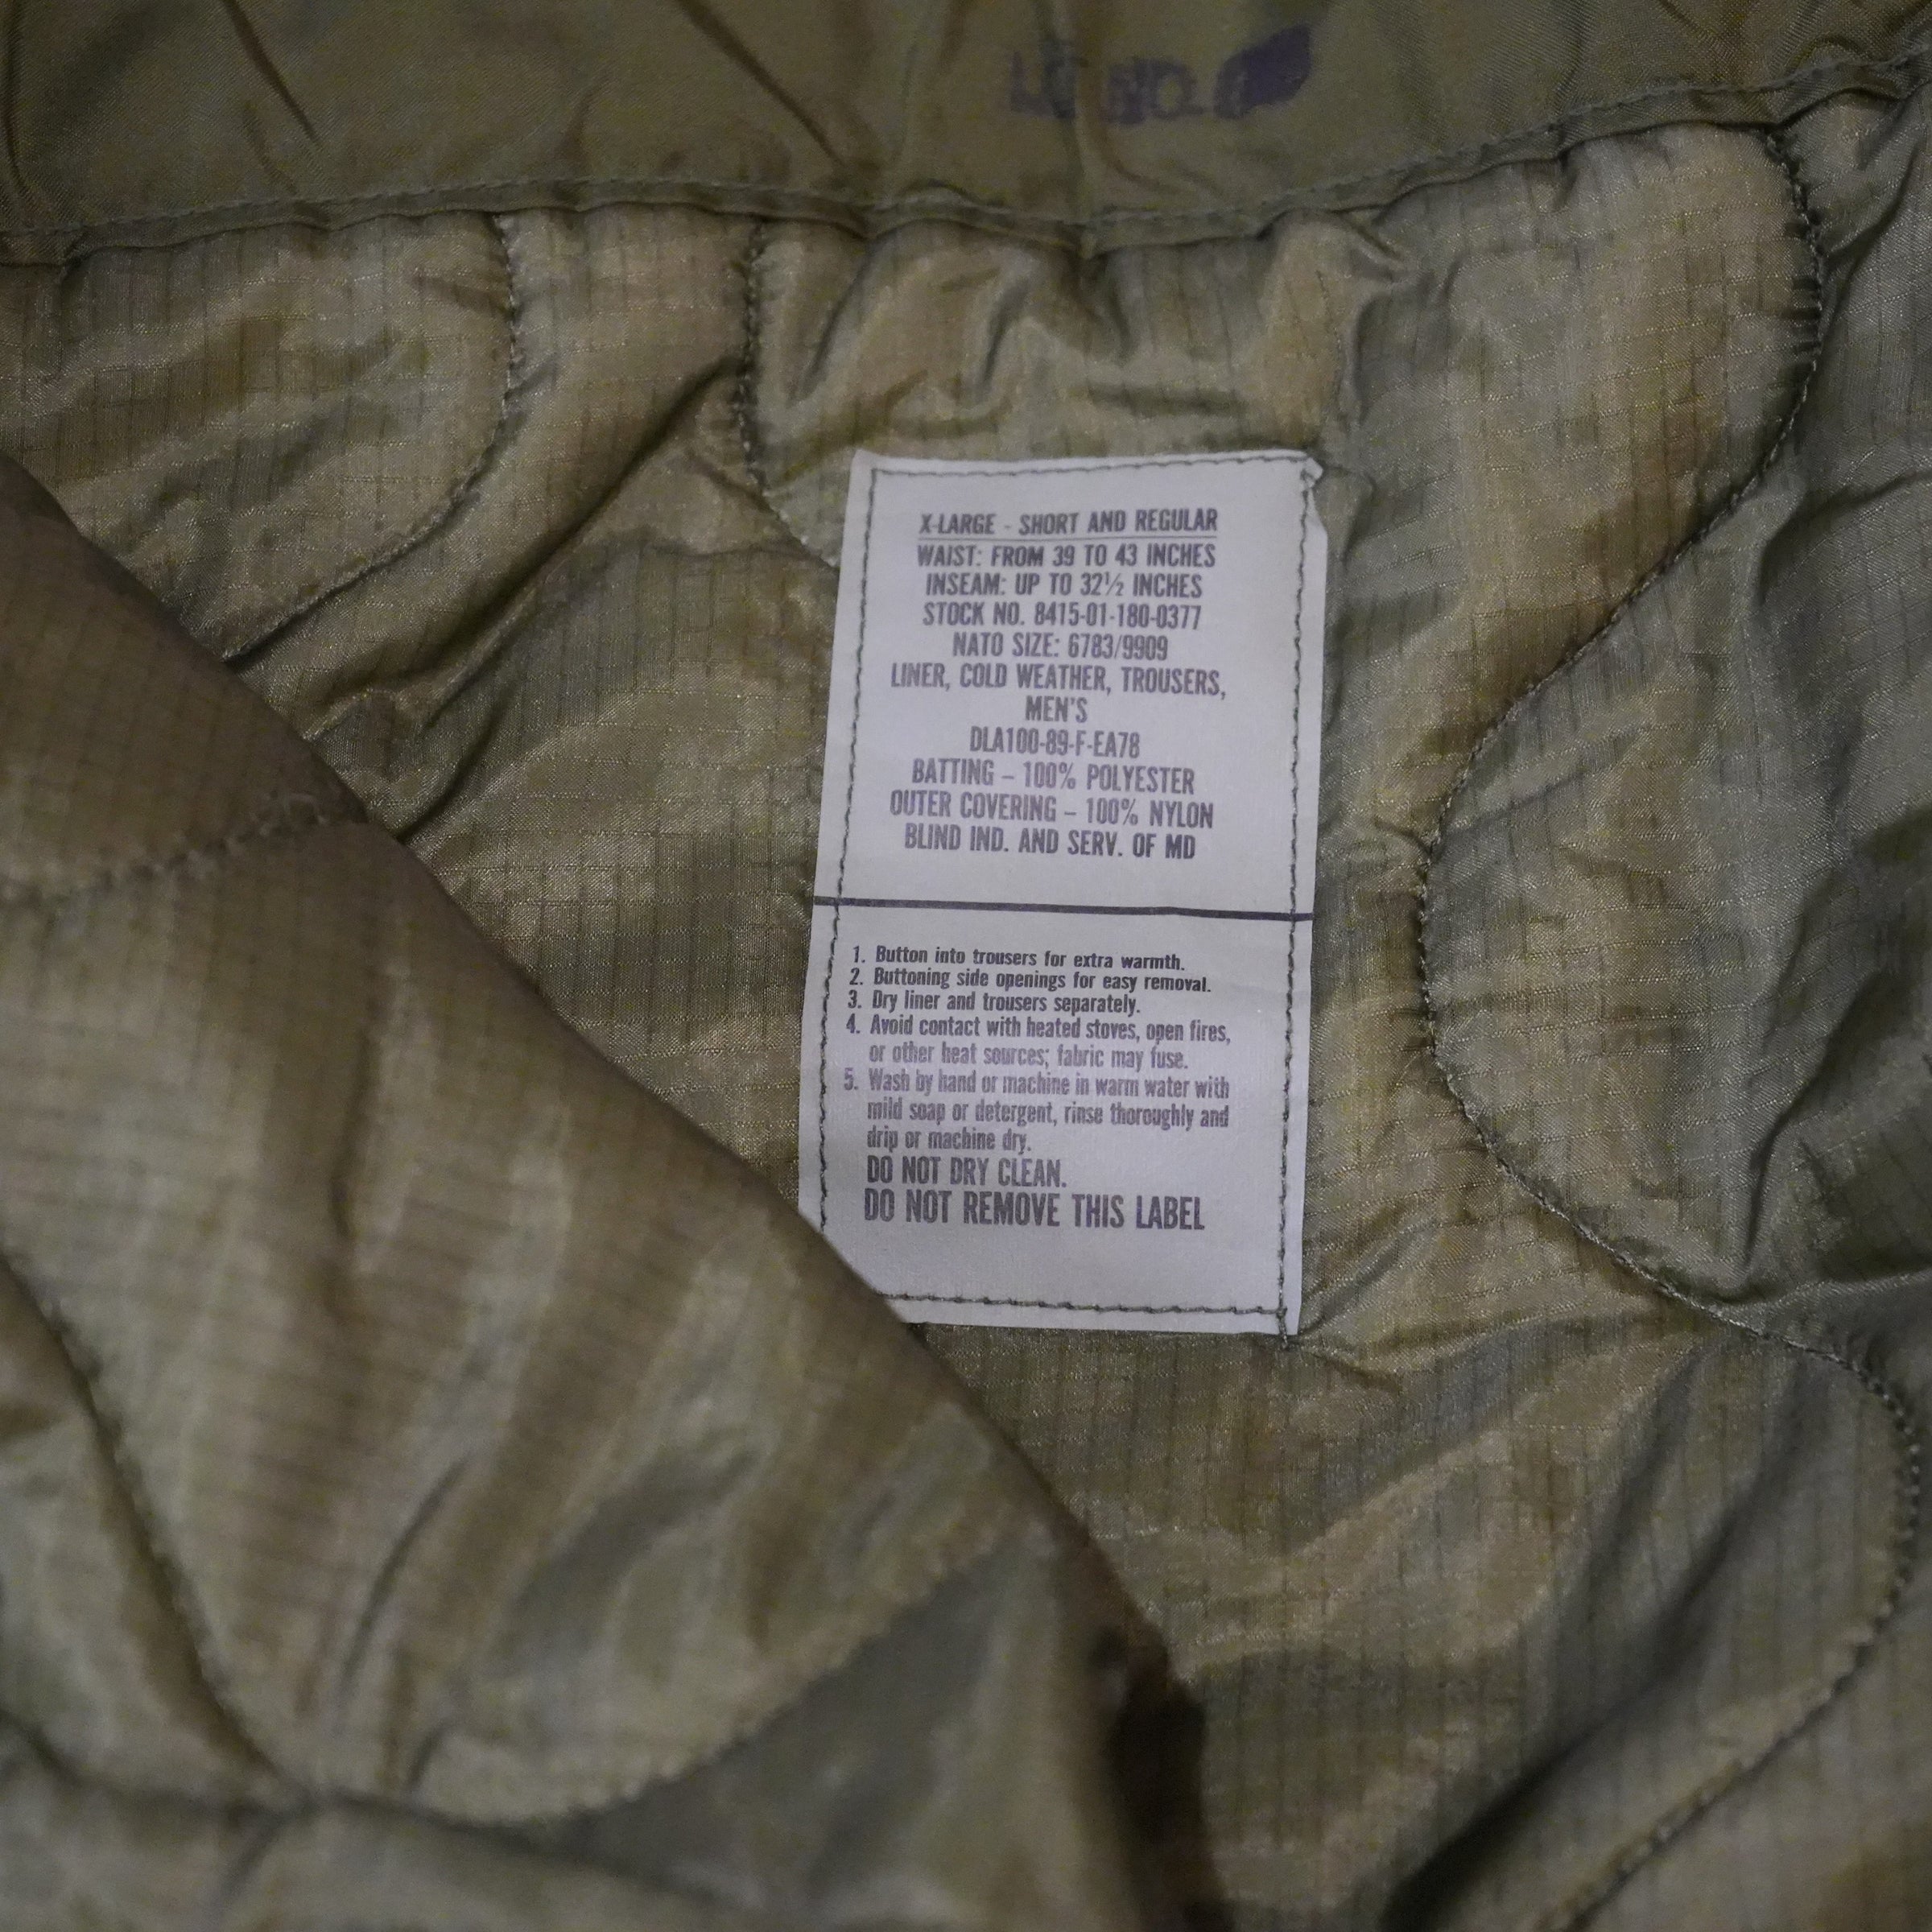 X-LARGE - SHORT AND REGULAR
WAIST: FROM 39 TO 43 INCHES
INSEAM: UP TO 32½ INCHES
STOCK NO. 8415-01-180-0377
NATO SIZE: 6783/9909
LINER, COLD WEATHER, TROUSERS,
MEN'S
DLA100-89-F-EA78
BATTING – 100% POLYESTER
OUTER COVERING – 100% NYLON
BLIND IND. AND SERV. OF MD
1. Button into trousers for extra warmth.
2. Buttoning side openings for easy removal.
3. Dry liner and trousers separately.
4. Avoid contact with heated stoves, open fires,
or other heat sources; fabric may fuse.
5. Wash by hand or machine in warm water with
mild soap or detergent, rinse thoroughly and
drip or machine dry.
DO NOT DRY CLEAN.
DO NOT REMOVE THIS LABEL